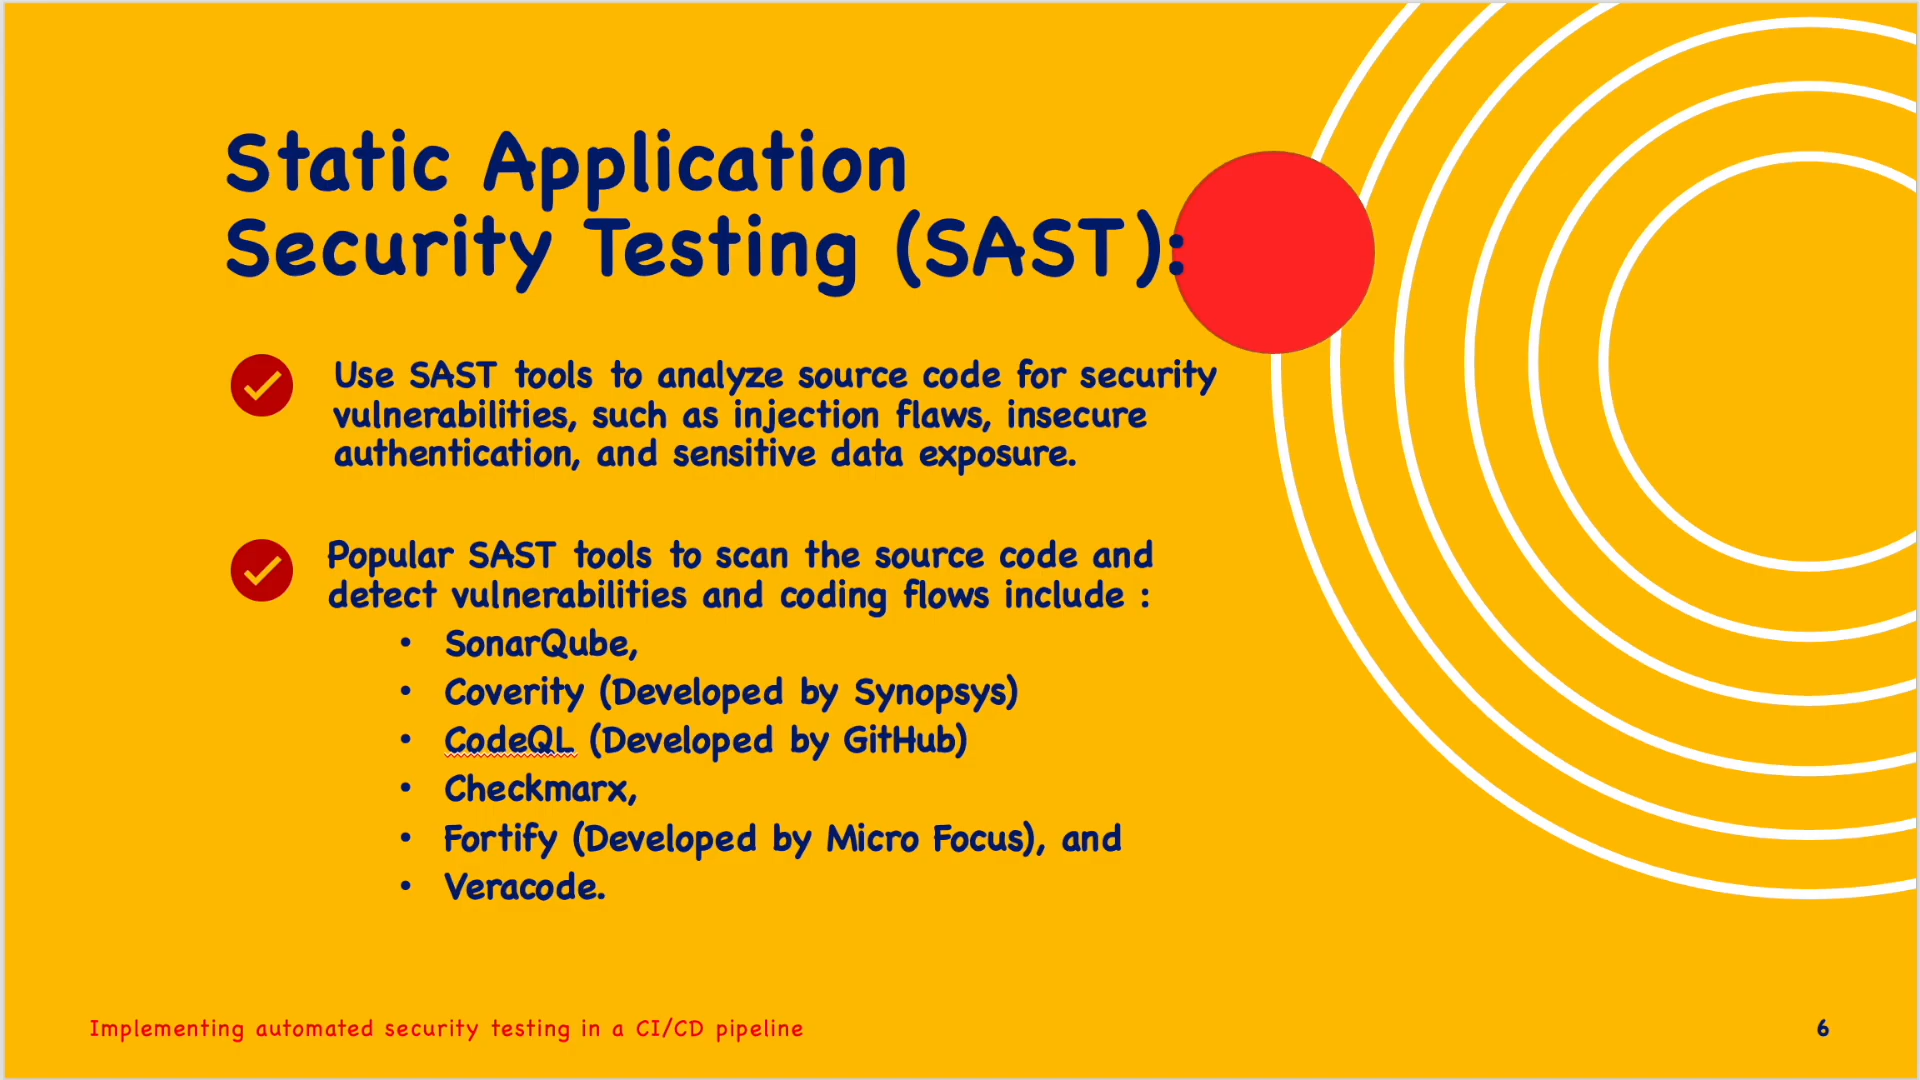 Static Application
Security Testing (SAST):
Use SAST tools to analyze source code for security
vulnerabilities, such as injection flaws, insecure
authentication, and sensitive data exposure.
Popular SAST tools to scan the source code and
detect vulnerabilities and coding flows include :
• SonarQube,
• Coverity (Developed by Synopsys)
• CodeQL (Developed by GitHub)
• Checkmarx,
• Fortify (Developed by Micro Focus), and
• Veracode.
Implementing automated security testing in a CI/CD pipeline
6